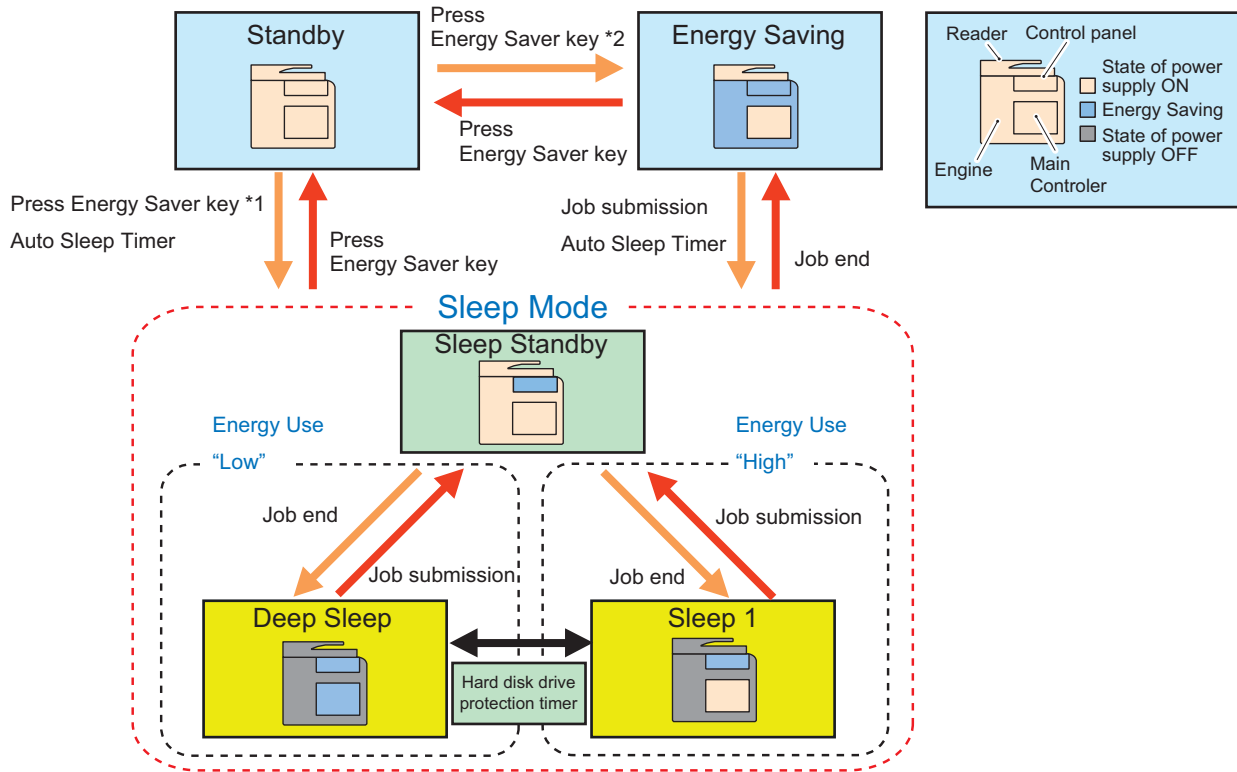 Standby
Press
Energy Saver key *2
Energy Saving
Press
Energy Saver key
Reader
Control panel
State of power
supply ON
Energy Saving
State of power
supply OFF
Engine
Main
Controler
Press Energy Saver key *1
Auto Sleep Timer
Press
Energy Saver key
Job submission
Auto Sleep Timer
Job end
Sleep Mode
Sleep Standby
Energy Use
“Low”
Energy Use
“High”
Job end
Job submission
Job submission
Job end
Deep Sleep
Sleep 1
Hard disk drive
protection timer